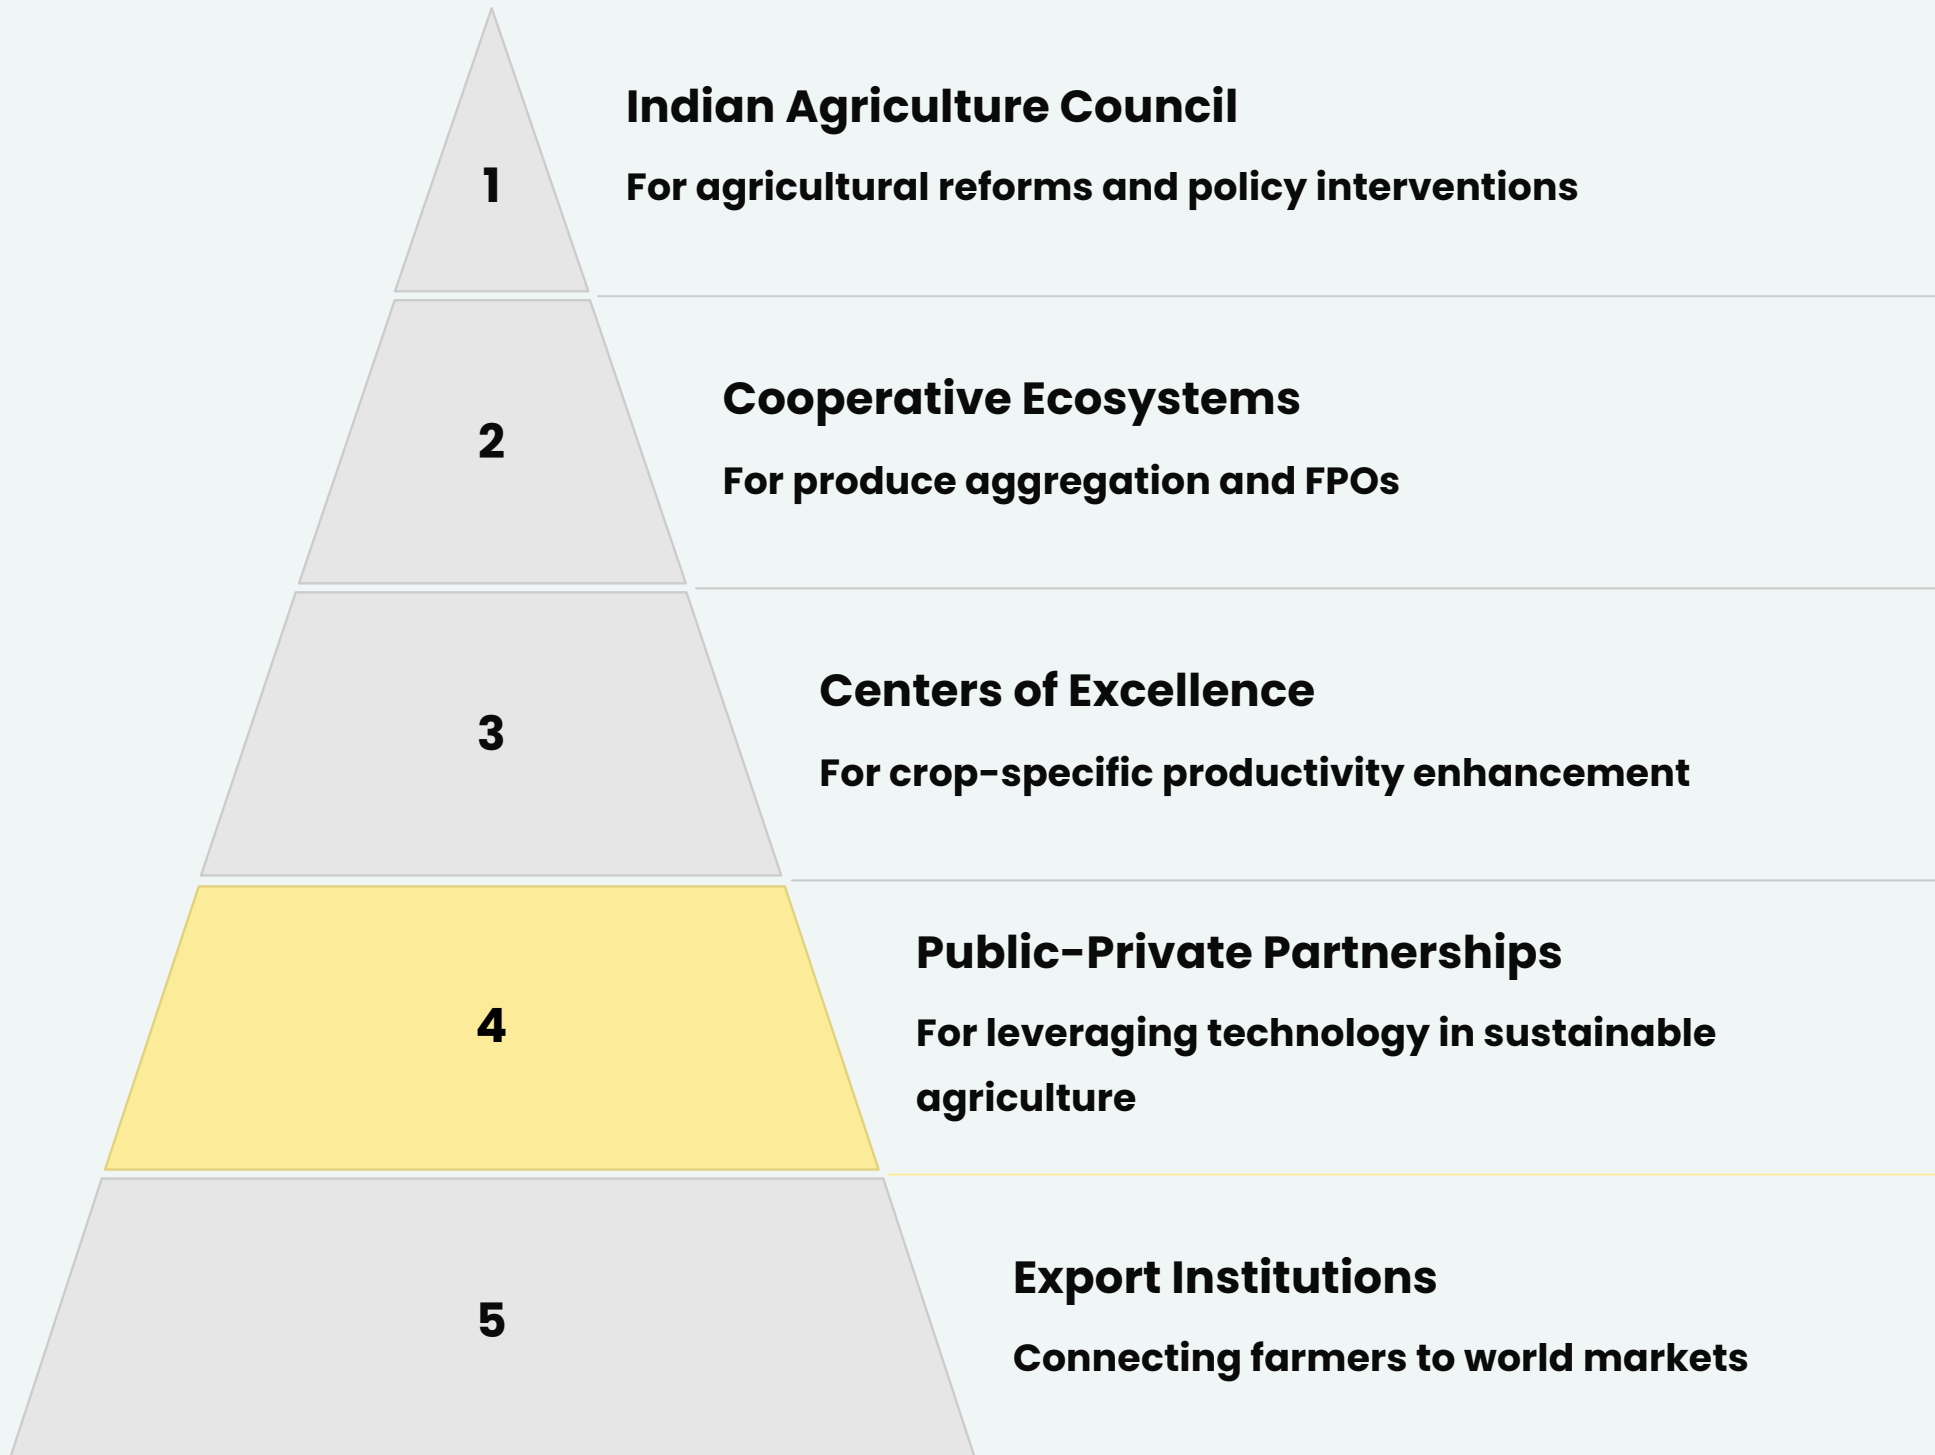 1
Indian Agriculture Council
For agricultural reforms and policy interventions
2
Cooperative Ecosystems
For produce aggregation and FPOs
3
Centers of Excellence
For crop-specific productivity enhancement
4
Public-Private Partnerships
For leveraging technology in sustainable
agriculture
5
Export Institutions
Connecting farmers to world markets